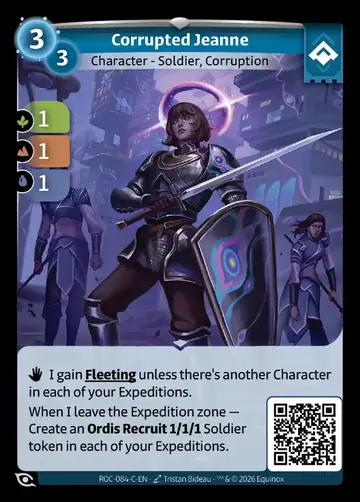 3
Corrupted Jeanne
3
Character - Soldier, Corruption
1
1
1
I gain Fleeting unless there's another Character
in each of your Expeditions.
When I leave the Expedition zone —
Create an Ordis Recruit 1/1/1 Soldier
token in each of your Expeditions.
ROC-084-C-EN - Tristan Bideau - ™ & © 2026 Equinox